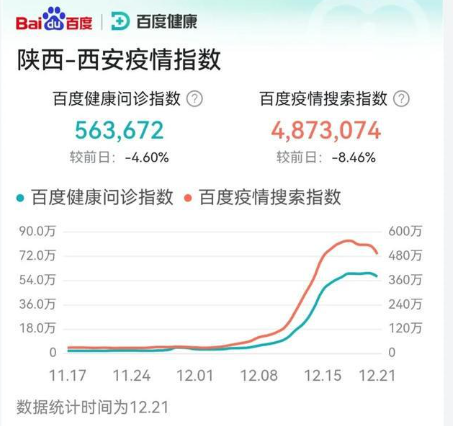 Bai du 百度 | 百度健康
陕西-西安疫情指数
百度健康问诊指数 ? 百度疫情搜索指数 ?
563,672 4,873,074
较前日：-4.60% 较前日：-8.46%
百度健康问诊指数 百度疫情搜索指数
90.0万 600万
72.0万 480万
54.0万 360万
36.0万 240万
18.0万 120万
0 0
11.17 11.24 12.01 12.08 12.15 12.21
数据统计时间为12.21